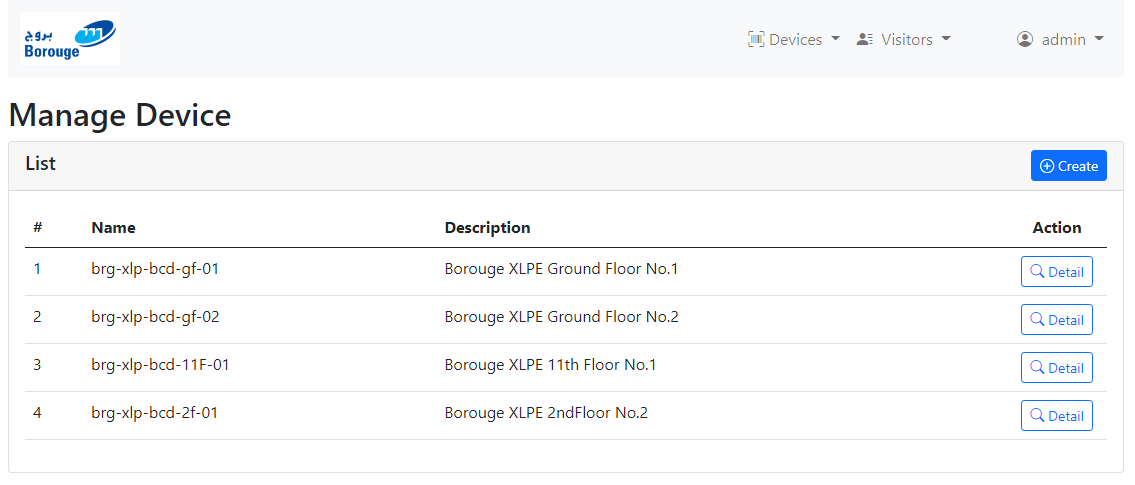 بروج
Borouge
Devices Visitors admin
Manage Device
List Create
# Name Description Action
1 brg-xlp-bcd-gf-01 Borouge XLPE Ground Floor No.1 Detail
2 brg-xlp-bcd-gf-02 Borouge XLPE Ground Floor No.2 Detail
3 brg-xlp-bcd-11F-01 Borouge XLPE 11th Floor No.1 Detail
4 brg-xlp-bcd-2f-01 Borouge XLPE 2ndFloor No.2 Detail